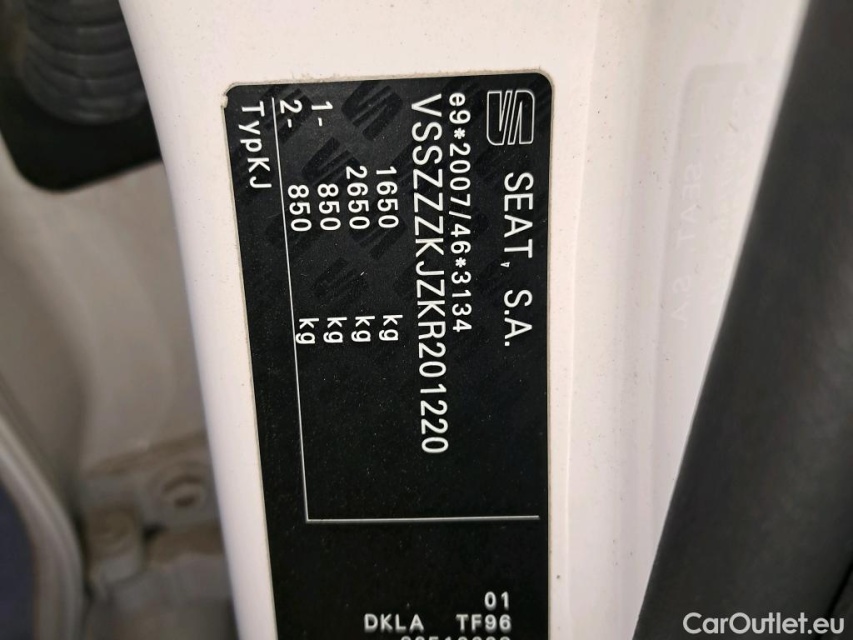 SEAT, S.A.
e9*2007/46*3134
VSSZZZKJZKR201220
1650 kg
2650 kg
1- 850 kg
2- 850 kg
TypKJ
01
DKLA TF96
CarOutlet.eu